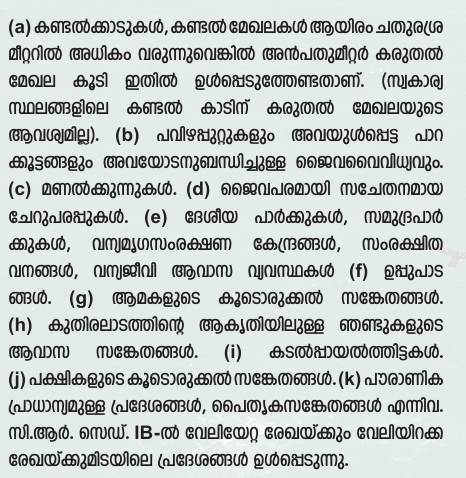 (a) കണ്ടൽക്കാടുകൾ, കണ്ടൽ മേഖലകൾ ആയിരം ചതുരശ്ര
മീറ്ററിൽ അധികം വരുന്നുവെങ്കിൽ അൻപതുമീറ്റർ കരുതൽ
മേഖല കൂടി ഇതിൽ ഉൾപ്പെടുത്തേണ്ടതാണ്. (സ്വകാര്യ
സ്ഥലങ്ങളിലെ കണ്ടൽ കാടിന് കരുതൽ മേഖലയുടെ
ആവശ്യമില്ല). (b) പവിഴപ്പുറ്റുകളും അവയുൾപ്പെട്ട പാറ
ക്കൂട്ടങ്ങളും അവയോടനുബന്ധിച്ചുള്ള ജൈവവൈവിധ്യവും.
(c) മണൽക്കുന്നുകൾ. (d) ജൈവപരമായി സചേതനമായ
ചേറുപരപ്പുകൾ. (e) ദേശീയ പാർക്കുകൾ, സമുദ്രപാർ
ക്കുകൾ, വന്യമൃഗസംരക്ഷണ കേന്ദ്രങ്ങൾ, സംരക്ഷിത
വനങ്ങൾ, വന്യജീവി ആവാസ വ്യവസ്ഥകൾ (f) ഉപ്പുപാട
ങ്ങൾ. (g) ആമകളുടെ കൂടൊരുക്കൽ സങ്കേതങ്ങൾ.
(h) കുതിരലാടത്തിന്റെ ആകൃതിയിലുള്ള ഞണ്ടുകളുടെ
ആവാസ സങ്കേതങ്ങൾ. (i) കടൽപ്പായൽത്തിട്ടകൾ.
(j) പക്ഷികളുടെ കൂടൊരുക്കൽ സങ്കേതങ്ങൾ. (k) പൗരാണിക
പ്രാധാന്യമുള്ള പ്രദേശങ്ങൾ, പൈതൃകസങ്കേതങ്ങൾ എന്നിവ.
സി.ആർ. സെഡ്. IB-ൽ വേലിയേറ്റ രേഖയ്ക്കും വേലിയിറക്ക
രേഖയ്ക്കുമിടയിലെ പ്രദേശങ്ങൾ ഉൾപ്പെടുന്നു.